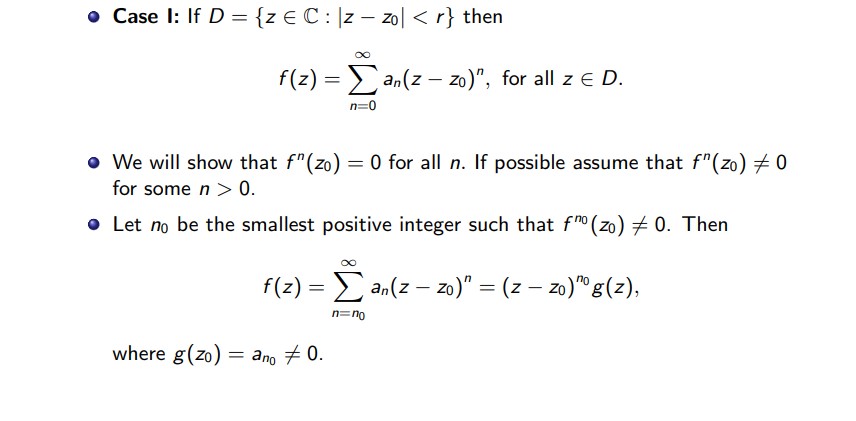 • Case I: If D = {z ∈ ℂ : |z − z₀| < r} then
f(z) = ∑_{n=0}^{∞} aₙ(z − z₀)ⁿ, for all z ∈ D.
• We will show that fⁿ(z₀) = 0 for all n. If possible assume that fⁿ(z₀) ≠ 0
for some n > 0.
• Let n₀ be the smallest positive integer such that f^{n₀}(z₀) ≠ 0. Then
f(z) = ∑_{n=n₀}^{∞} aₙ(z − z₀)ⁿ = (z − z₀)^{n₀} g(z),
where g(z₀) = a_{n₀} ≠ 0.